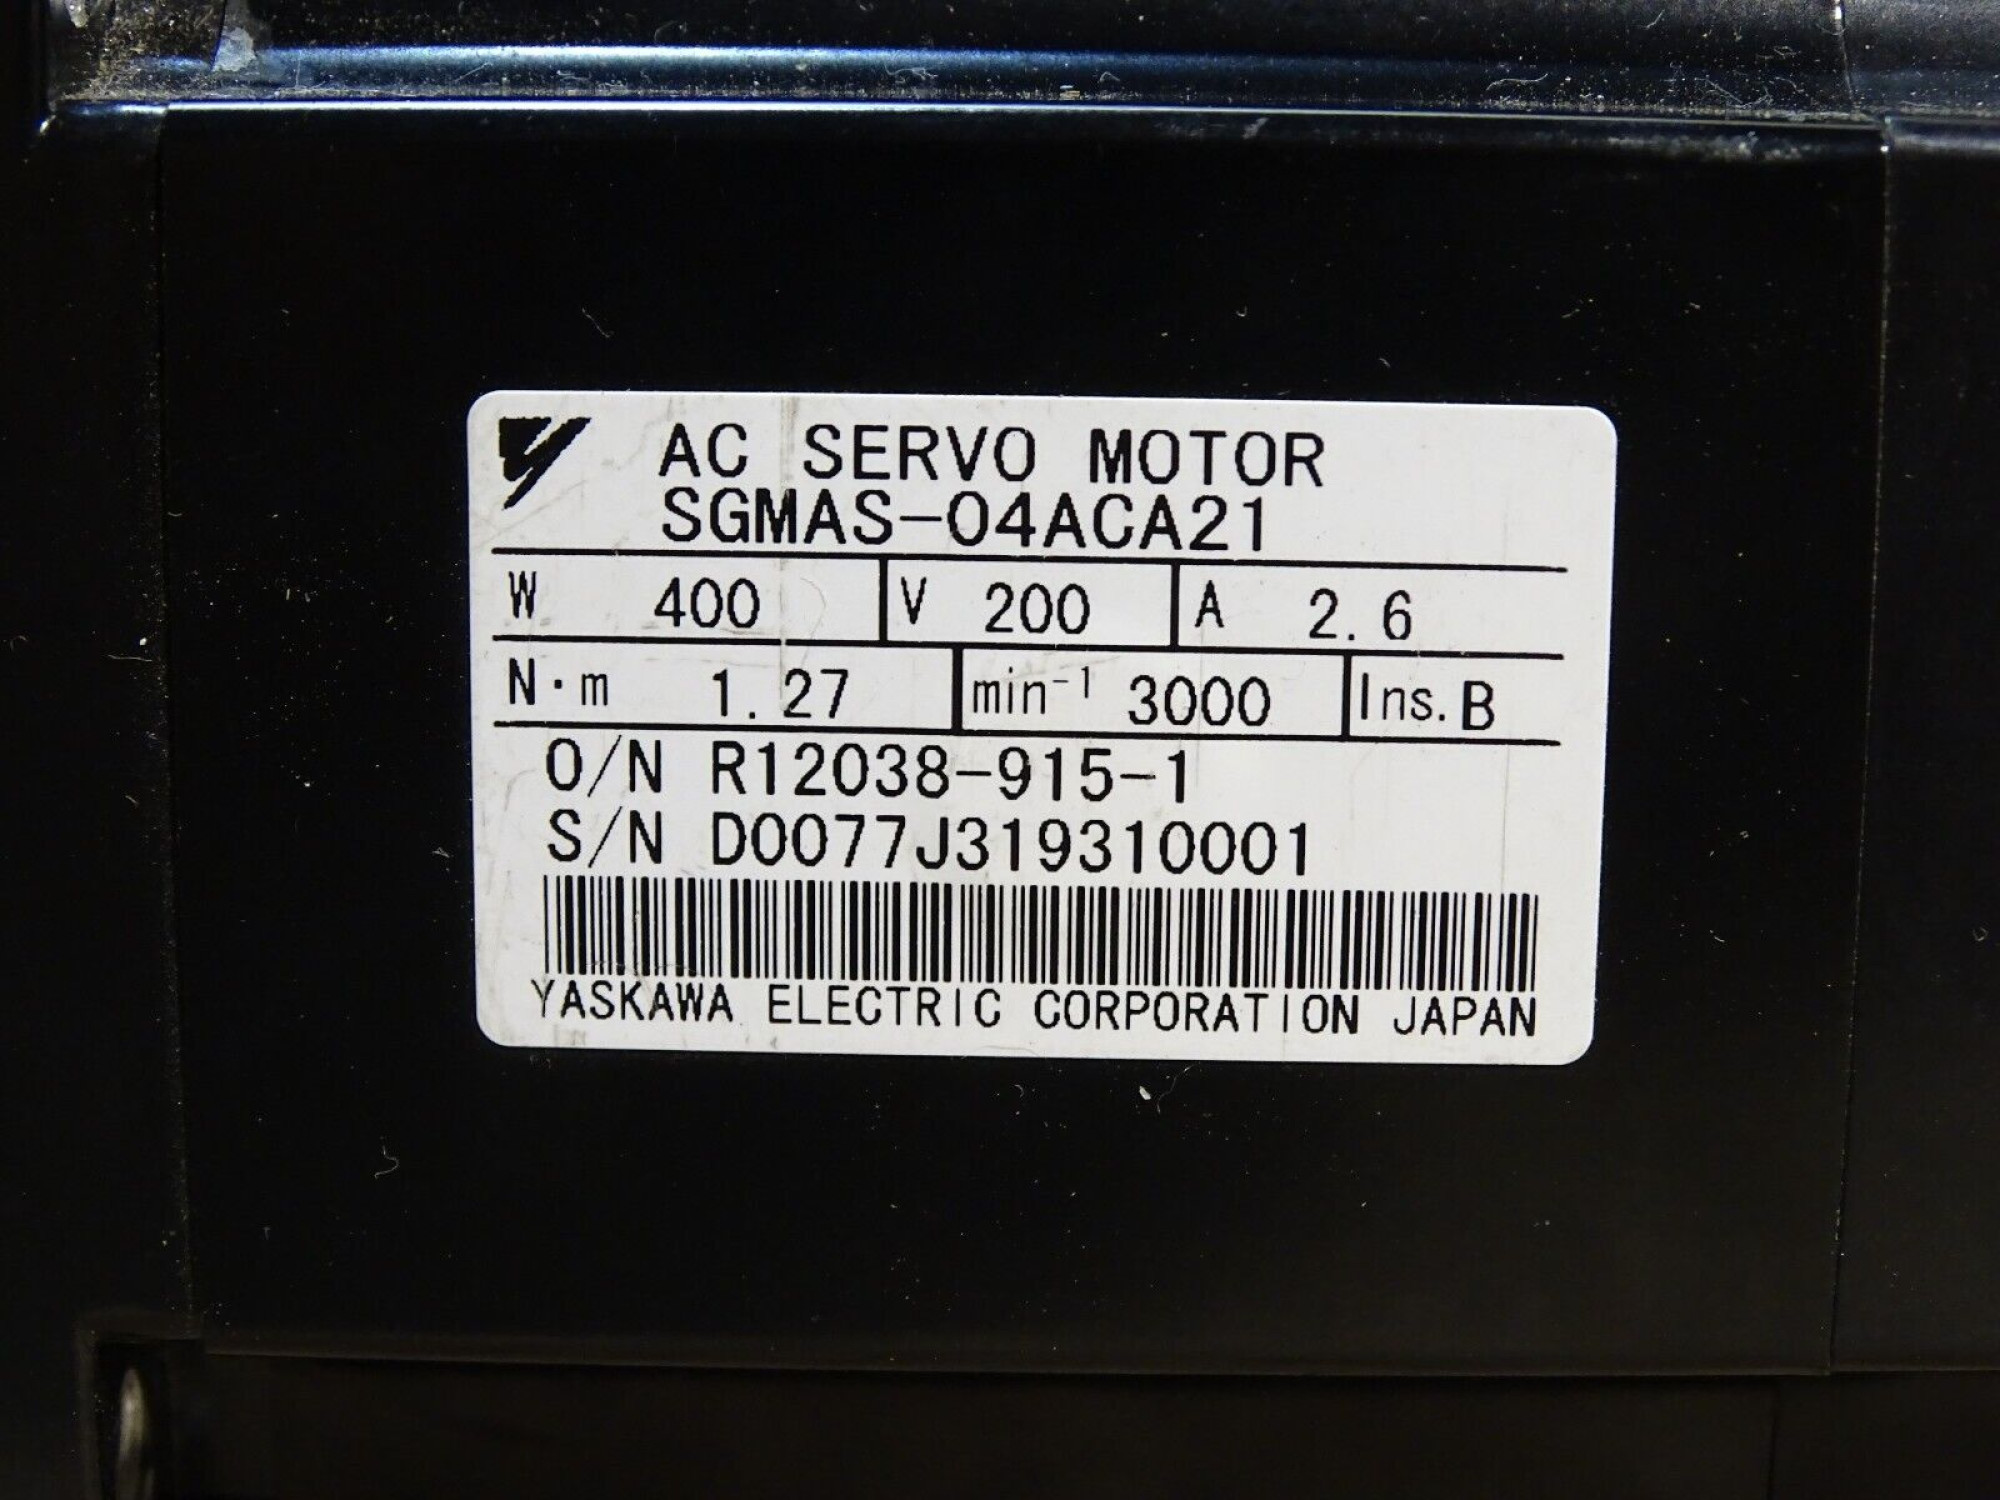 AC SERVO MOTOR
SGMAS-04ACA21
W 400 V 200 A 2.6
N·m 1.27 min⁻¹ 3000 Ins. B
O/N R12038-915-1
S/N D0077J319310001
YASKAWA ELECTRIC CORPORATION JAPAN